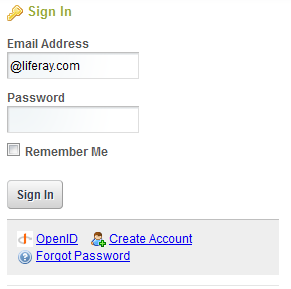 Sign In
Email Address
@liferay.com
Password
Remember Me
Sign In
OpenID Create Account
Forgot Password